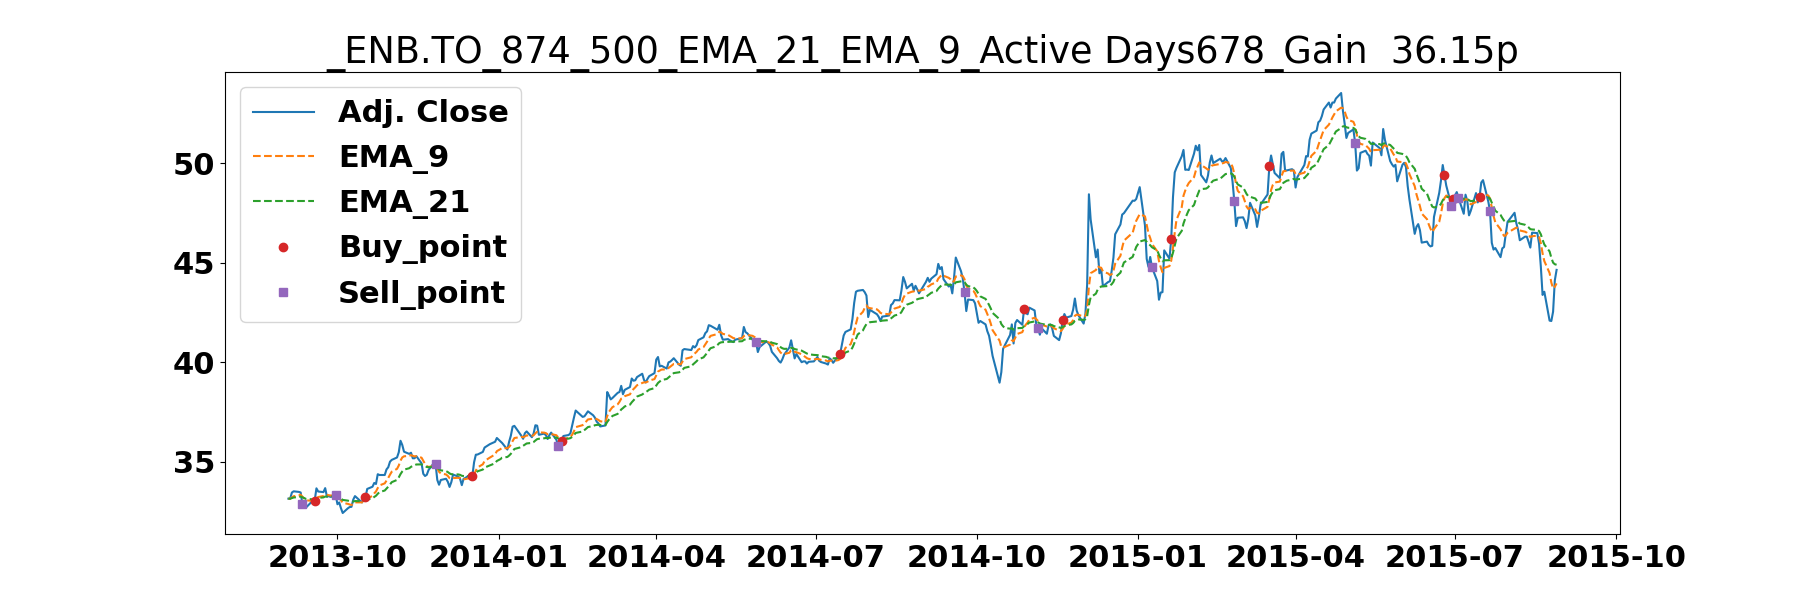 _ENB.TO_874_500_EMA_21_EMA_9_Active Days678_Gain  36.15p
Adj. Close
EMA_9
EMA_21
Buy_point
Sell_point
50
45
40
35
2013-10 2014-01 2014-04 2014-07 2014-10 2015-01 2015-04 2015-07 2015-10